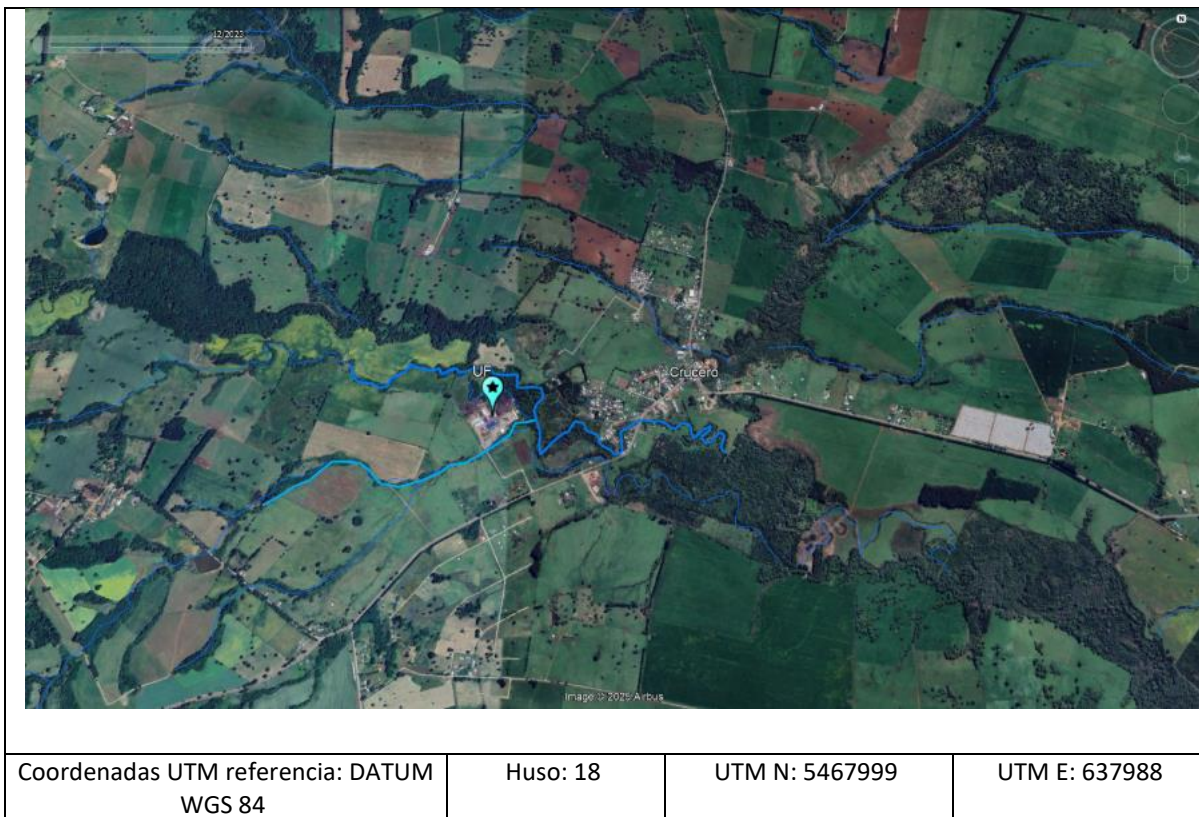 12/2023
N
UF
Crucero
Image © 2025 Airbus
Coordenadas UTM referencia: DATUM
WGS 84
Huso: 18
UTM N: 5467999
UTM E: 637988